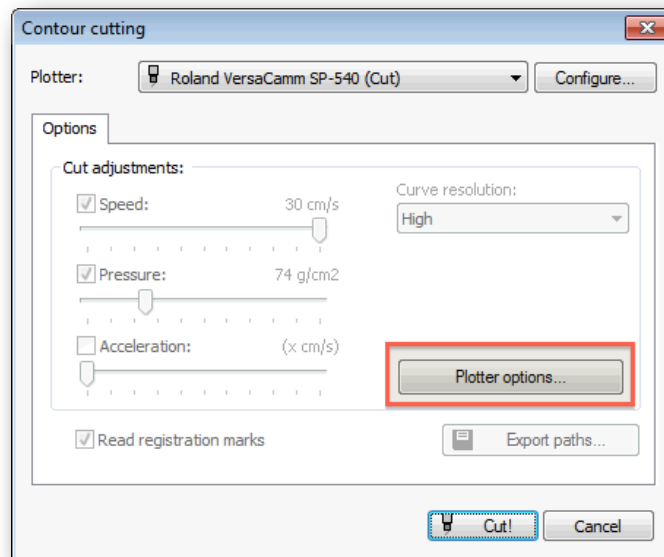 Contour cutting
Plotter: Roland VersaCamm SP-540 (Cut) Configure...
Options
Cut adjustments:
Speed: 30 cm/s
Curve resolution:
High
Pressure: 74 g/cm2
Acceleration: (x cm/s)
Plotter options...
Read registration marks Export paths...
Cut! Cancel